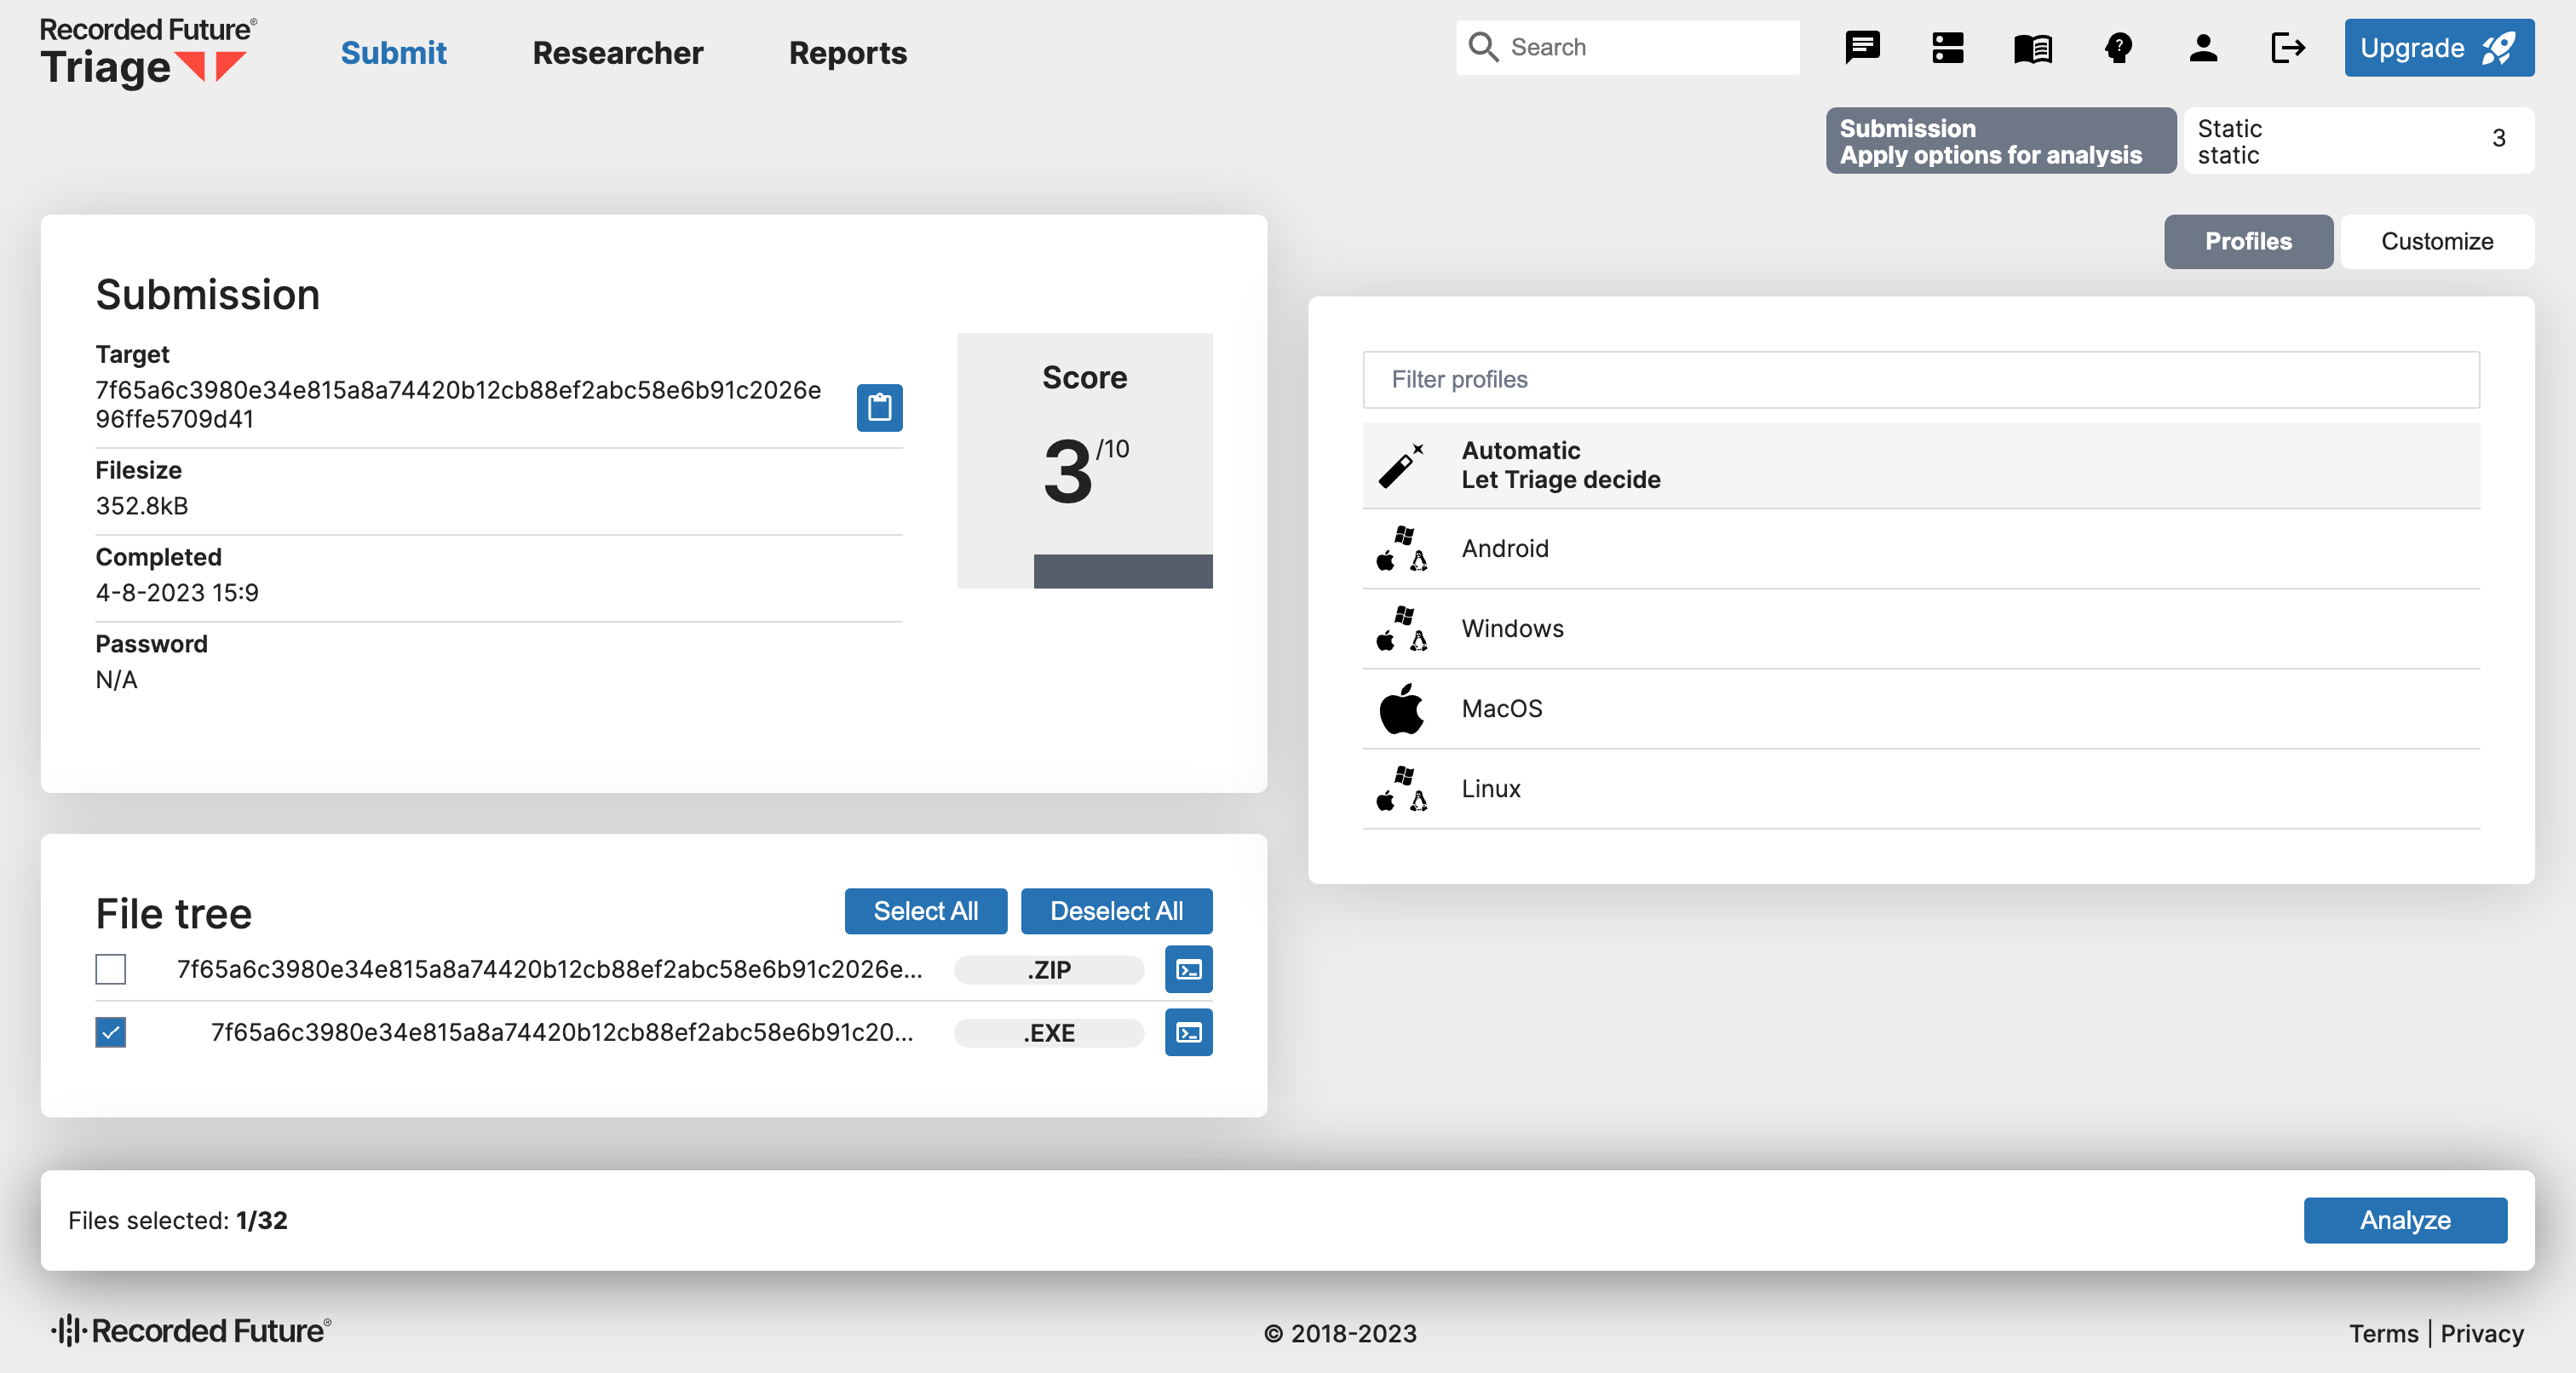 Recorded Future®
Triage
Submit
Researcher
Reports
Search
Upgrade
Submission
Apply options for analysis
Static
static
3
Profiles
Customize
Submission
Target
7f65a6c3980e34e815a8a74420b12cb88ef2abc58e6b91c2026e
96ffe5709d41
Filesize
352.8kB
Completed
4-8-2023 15:9
Password
N/A
Score
3/10
Filter profiles
Automatic
Let Triage decide
Android
Windows
MacOS
Linux
File tree
Select All
Deselect All
7f65a6c3980e34e815a8a74420b12cb88ef2abc58e6b91c2026e...
.ZIP
7f65a6c3980e34e815a8a74420b12cb88ef2abc58e6b91c20...
.EXE
Files selected: 1/32
Analyze
Recorded Future®
© 2018-2023
Terms | Privacy